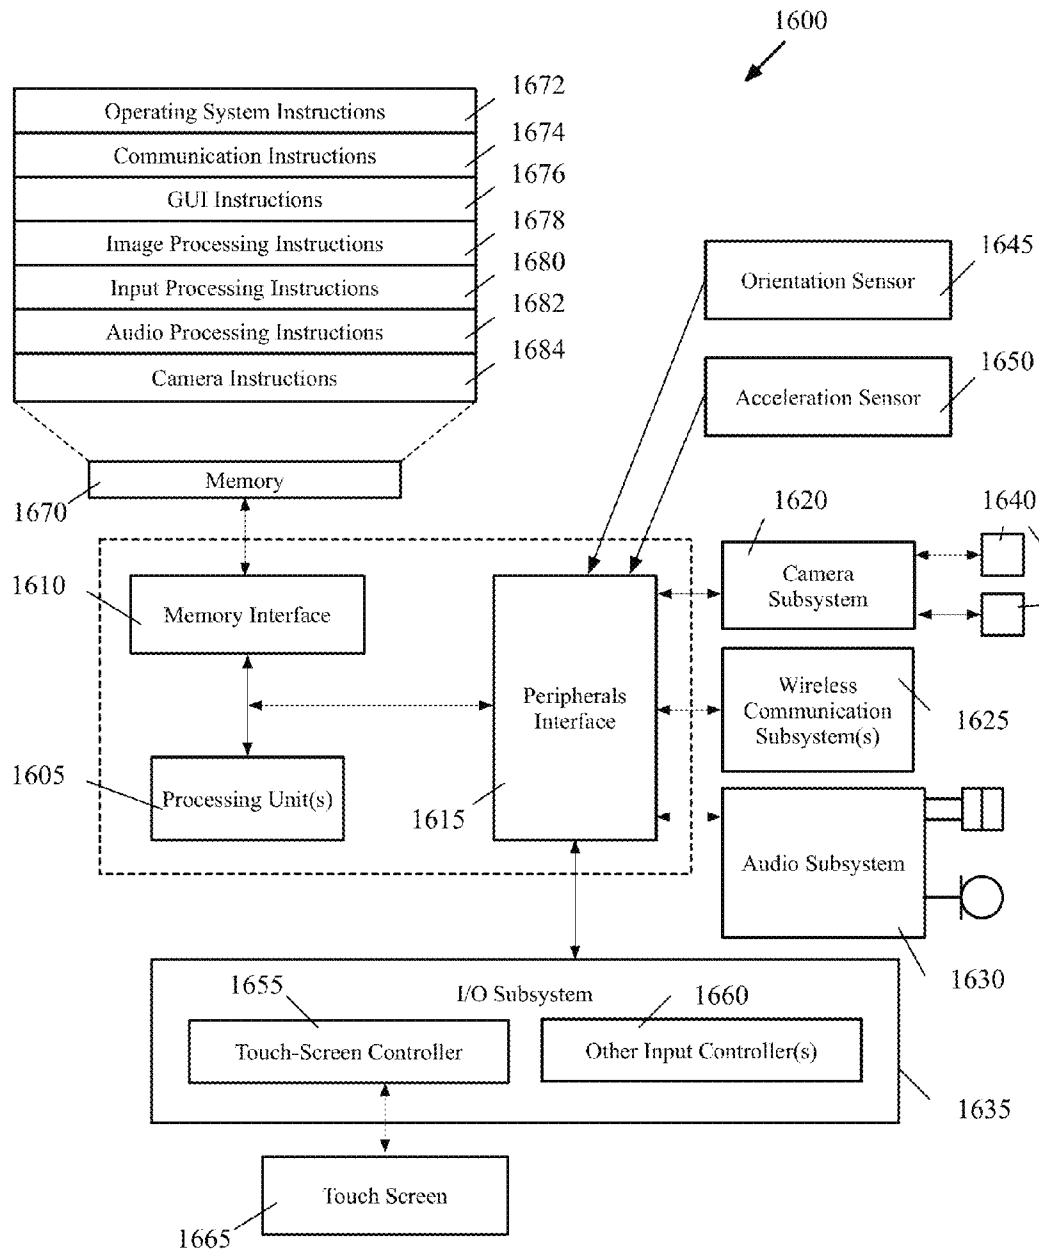 1600
1672
Operating System Instructions
1674
Communication Instructions
1676
GUI Instructions
1678
Image Processing Instructions
1680
Input Processing Instructions
1682
Audio Processing Instructions
1684
Camera Instructions
1645
Orientation Sensor
1650
Acceleration Sensor
Memory
1670
1620
1640
Camera
Subsystem
1610
Memory Interface
Peripherals
Interface
Wireless
Communication
Subsystem(s)
1625
1605
Processing Unit(s)
1615
Audio Subsystem
1630
I/O Subsystem
1655
1660
Touch-Screen Controller
Other Input Controller(s)
1635
Touch Screen
1665